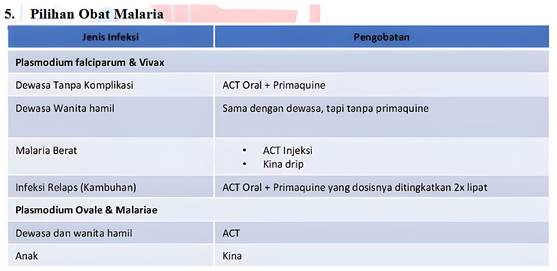 5. Pilihan Obat Malaria
Jenis Infeksi Pengobatan
Plasmodium falciparum & Vivax
Dewasa Tanpa Komplikasi ACT Oral + Primaquine
Dewasa Wanita hamil Sama dengan dewasa, tapi tanpa primaquine
Malaria Berat • ACT Injeksi
• Kina drip
Infeksi Relaps (Kambuhan) ACT Oral + Primaquine yang dosisnya ditingkatkan 2x lipat
Plasmodium Ovale & Malariae
Dewasa dan wanita hamil ACT
Anak Kina